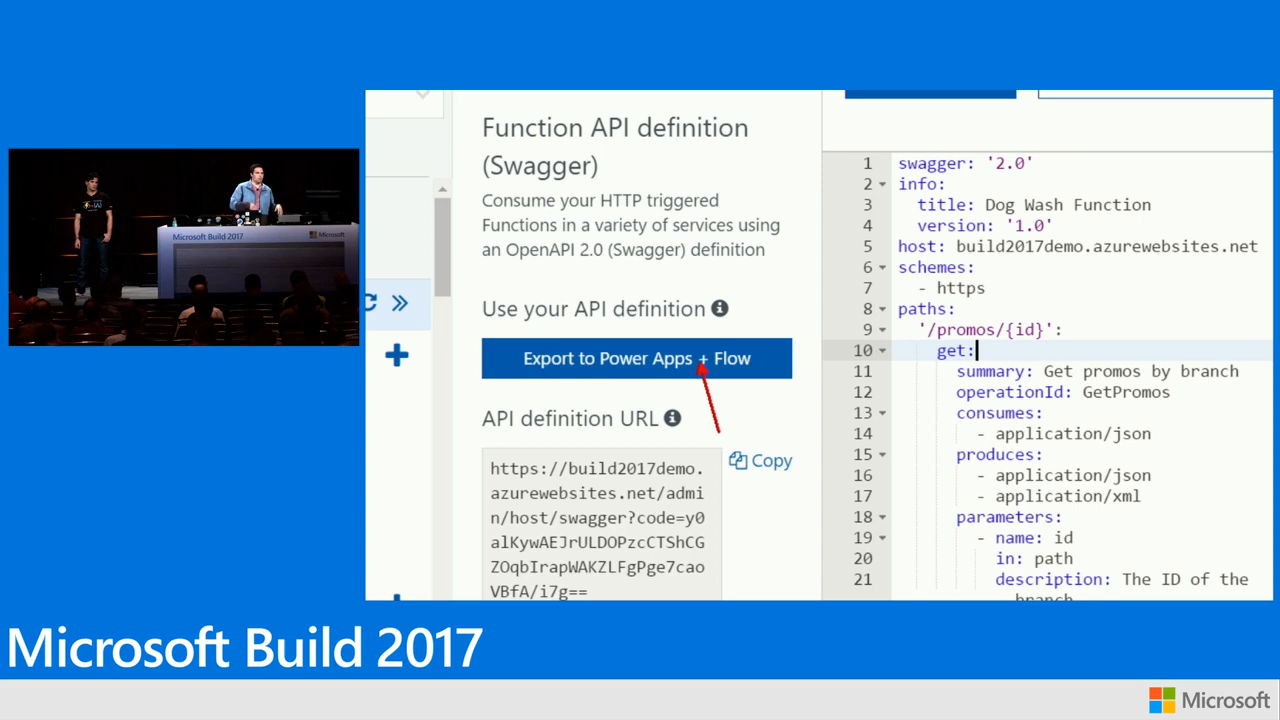 Microsoft Build 2017
Microsoft
Function API definition
(Swagger)
Consume your HTTP triggered
Functions in a variety of services using
an OpenAPI 2.0 (Swagger) definition
Use your API definition
Export to Power Apps + Flow
API definition URL
https://build2017demo.
azurewebsites.net/admi
n/host/swagger?code=y0
alKywAEJrULDOPzcCTShCG
ZOqbIrapWAKZLFgPge7cao
VBfA/i7g==
Copy
1 swagger: '2.0'
2 info:
3 title: Dog Wash Function
4 version: '1.0'
5 host: build2017demo.azurewebsites.net
6 schemes:
7 - https
8 paths:
9 '/promos/{id}':
10 get:
11 summary: Get promos by branch
12 operationId: GetPromos
13 consumes:
14 - application/json
15 produces:
16 - application/json
17 - application/xml
18 parameters:
19 - name: id
20 in: path
21 description: The ID of the
branch
Microsoft Build 2017
Microsoft